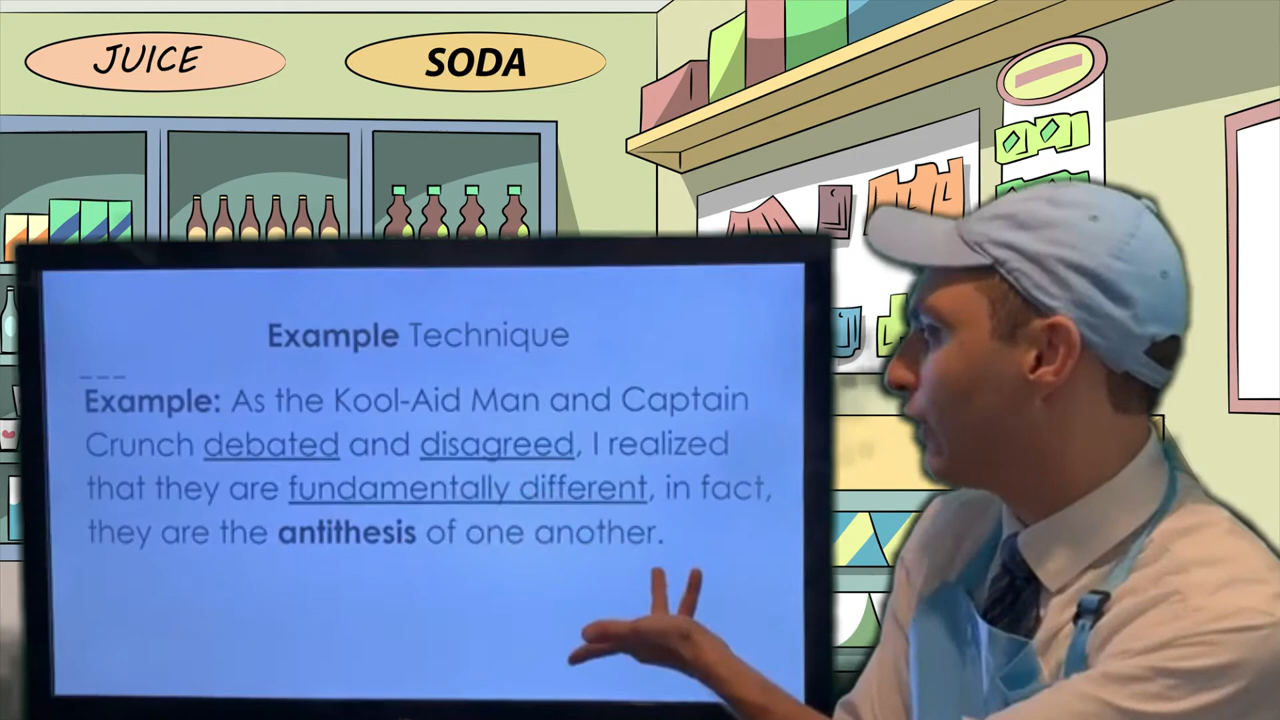 JUICE
SODA
Example Technique
Example: As the Kool-Aid Man and Captain
Crunch debated and disagreed, I realized
that they are fundamentally different, in fact,
they are the antithesis of one another.